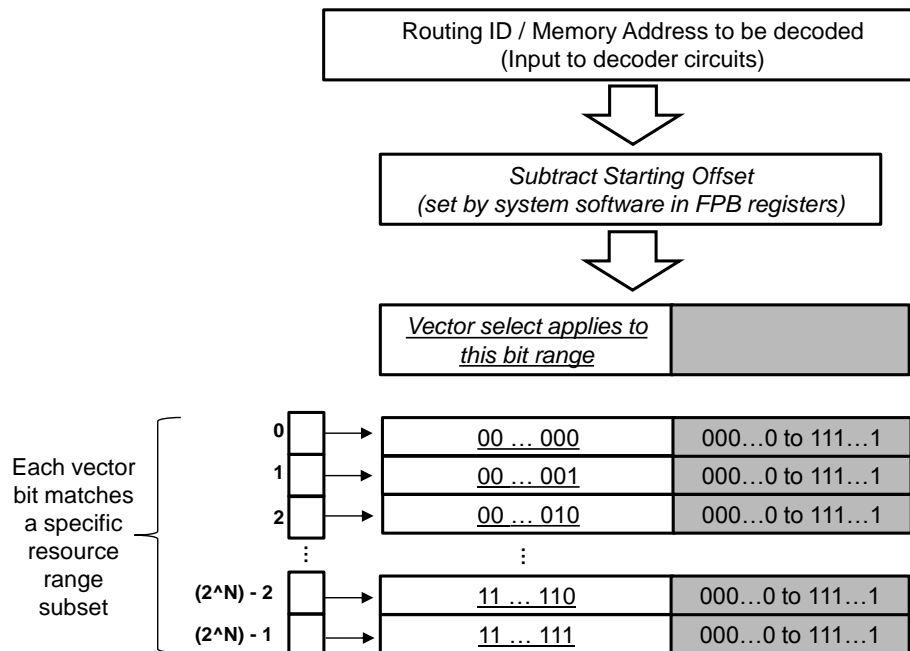 Routing ID / Memory Address to be decoded
(Input to decoder circuits)
Subtract Starting Offset
(set by system software in FPB registers)
Vector select applies to
this bit range
Each vector
bit matches
a specific
resource
range
subset
0 00 ... 000 000...0 to 111...1
1 00 ... 001 000...0 to 111...1
2 00 ... 010 000...0 to 111...1
⋮ ⋮
(2^N) - 2 11 ... 110 000...0 to 111...1
(2^N) - 1 11 ... 111 000...0 to 111...1